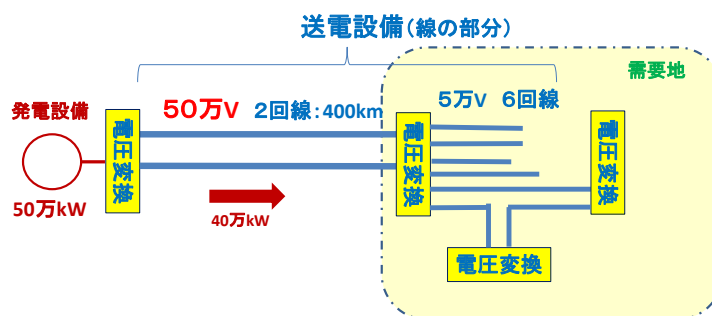 送電設備（線の部分）
需要地
発電設備
50万V 2回線：400km
5万V 6回線
電圧変換
電圧変換
電圧変換
50万kW
40万kW
電圧変換